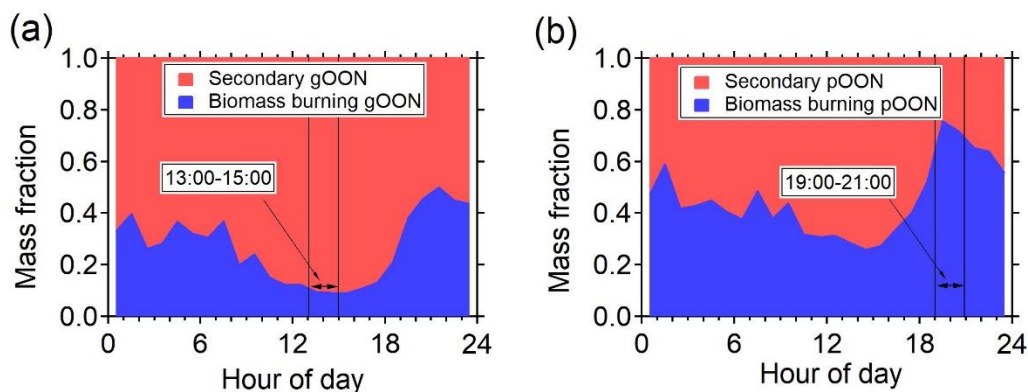 (a)
1.0
0.8
0.6
0.4
0.2
0.0
Mass fraction
Secondary gOON
Biomass burning gOON
13:00-15:00
0 6 12 18 24
Hour of day
(b)
1.0
0.8
0.6
0.4
0.2
0.0
Mass fraction
Secondary pOON
Biomass burning pOON
19:00-21:00
0 6 12 18 24
Hour of day